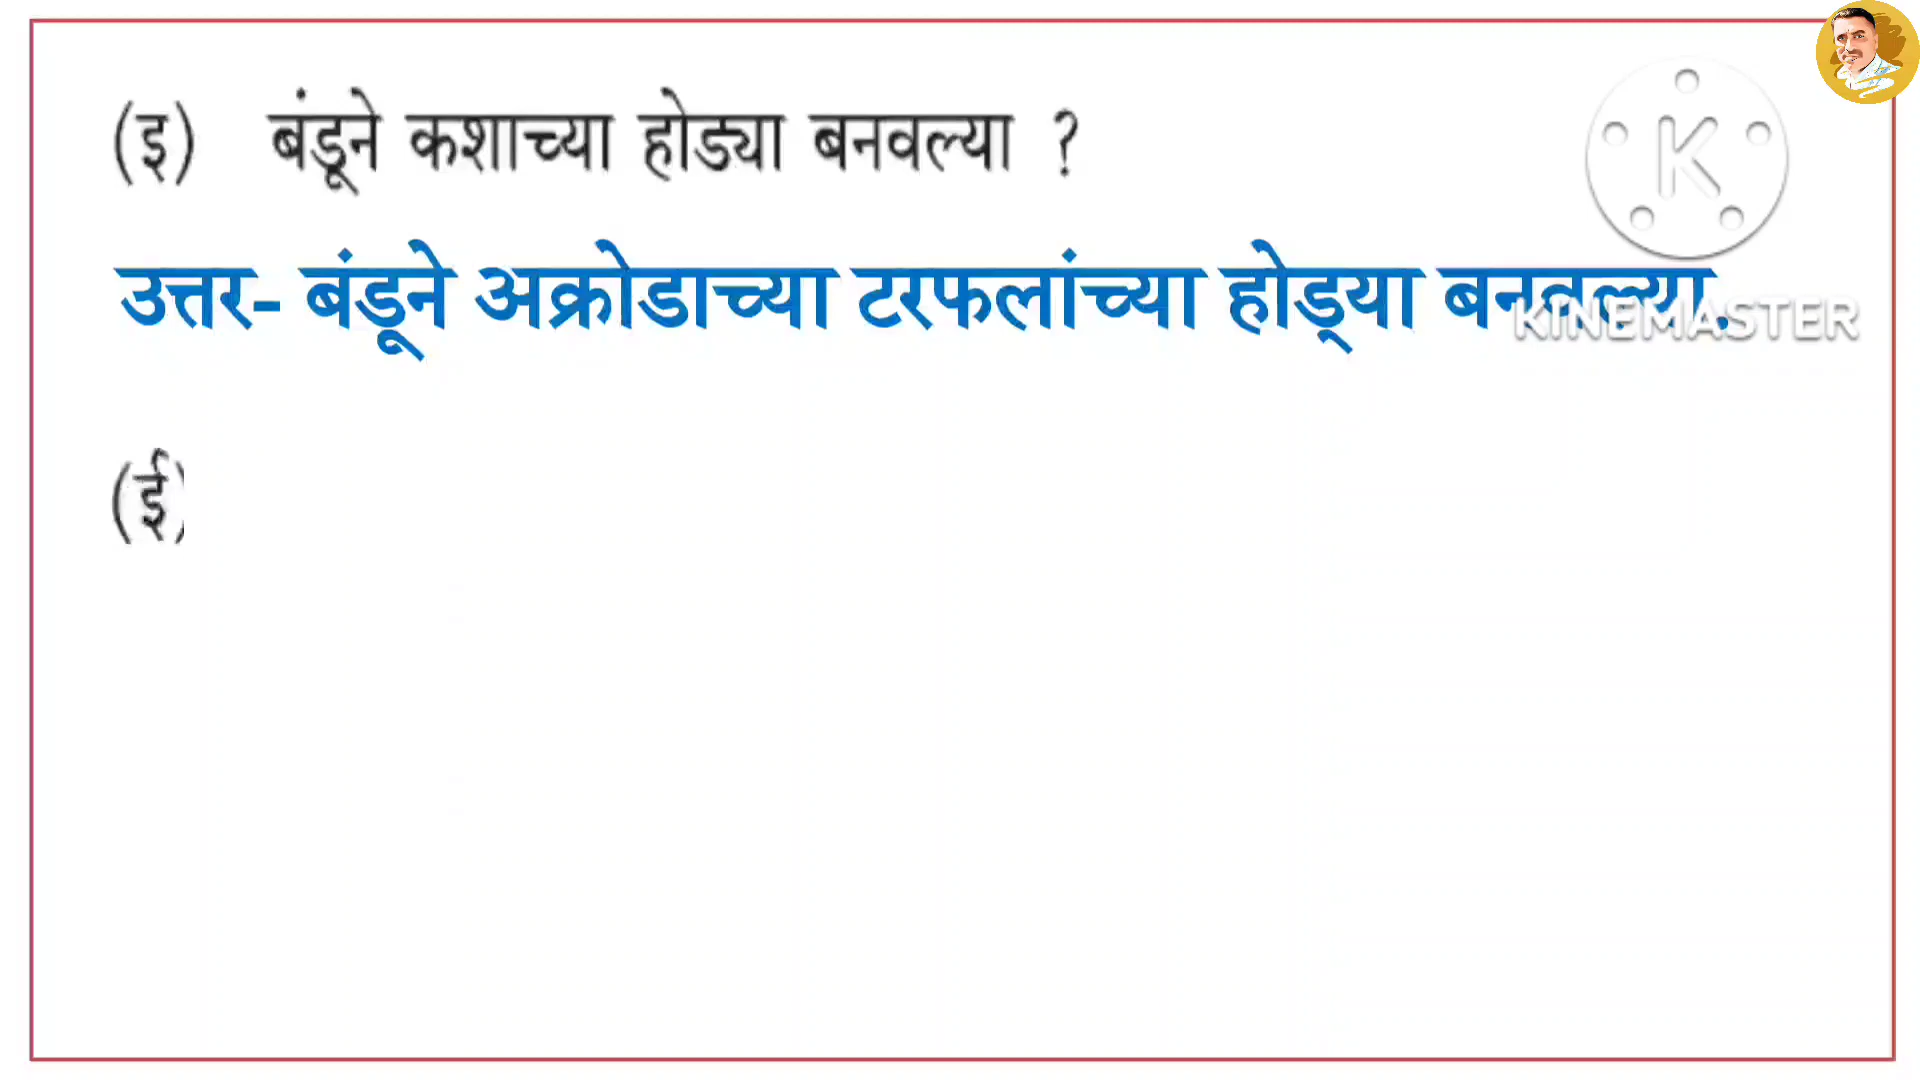 (इ) बंडूने कशाच्या होड्या बनवल्या ?
उत्तर- बंडूने अक्रोडाच्या टरफलांच्या होड्या बनवल्या.
KINEMASTER
(ई)